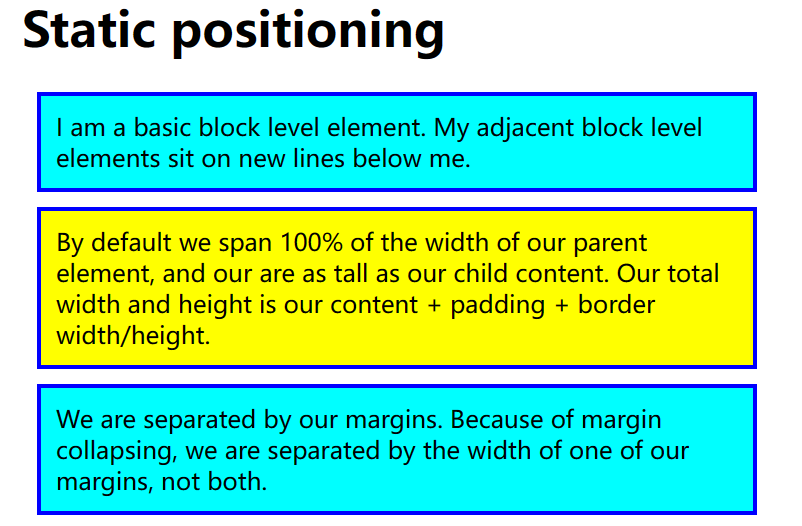 Static positioning
I am a basic block level element. My adjacent block level
elements sit on new lines below me.
By default we span 100% of the width of our parent
element, and our are as tall as our child content. Our total
width and height is our content + padding + border
width/height.
We are separated by our margins. Because of margin
collapsing, we are separated by the width of one of our
margins, not both.